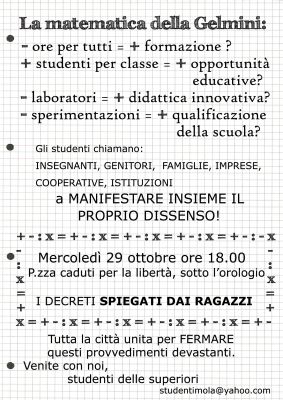 La matematica della Gelmini:
- ore per tutti = + formazione ?
+ studenti per classe = + opportunità
educative?
- laboratori = + didattica innovativa?
- sperimentazioni = + qualificazione
della scuola?
Gli studenti chiamano:
INSEGNANTI, GENITORI, FAMIGLIE, IMPRESE,
COOPERATIVE, ISTITUZIONI
a MANIFESTARE INSIEME IL
PROPRIO DISSENSO!
+ - : x = + - : x = + - : x = + - : - x
Mercoledì 29 ottobre ore 18.00
P.zza caduti per la libertà, sotto l'orologio
I DECRETI SPIEGATI DAI RAGAZZI
x = + - : x = + - : x = + - : x = + -
Tutta la città unita per FERMARE
questi provvedimenti devastanti.
Venite con noi,
studenti delle superiori
studentimola@yahoo.com